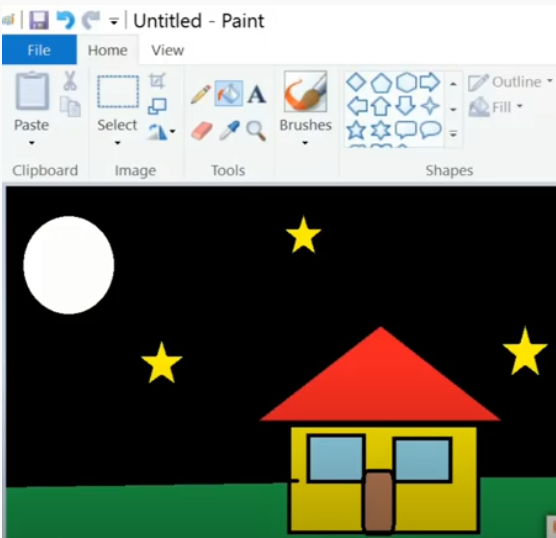 Untitled - Paint
File Home View
Paste Select Brushes Outline
Fill
Clipboard Image Tools Shapes